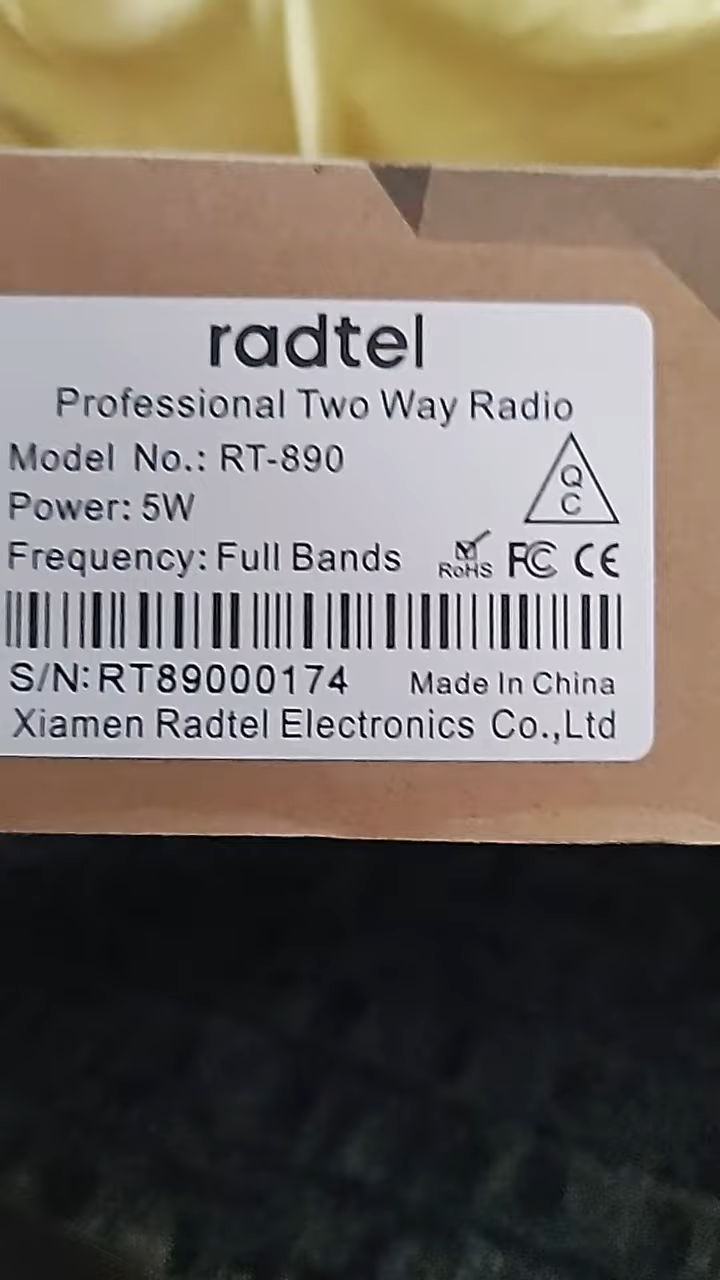 radtel
Professional Two Way Radio
Model No.: RT-890
Power: 5W
Q
C
Frequency: Full Bands
RoHS FC CE
S/N:RT89000174 Made In China
Xiamen Radtel Electronics Co.,Ltd